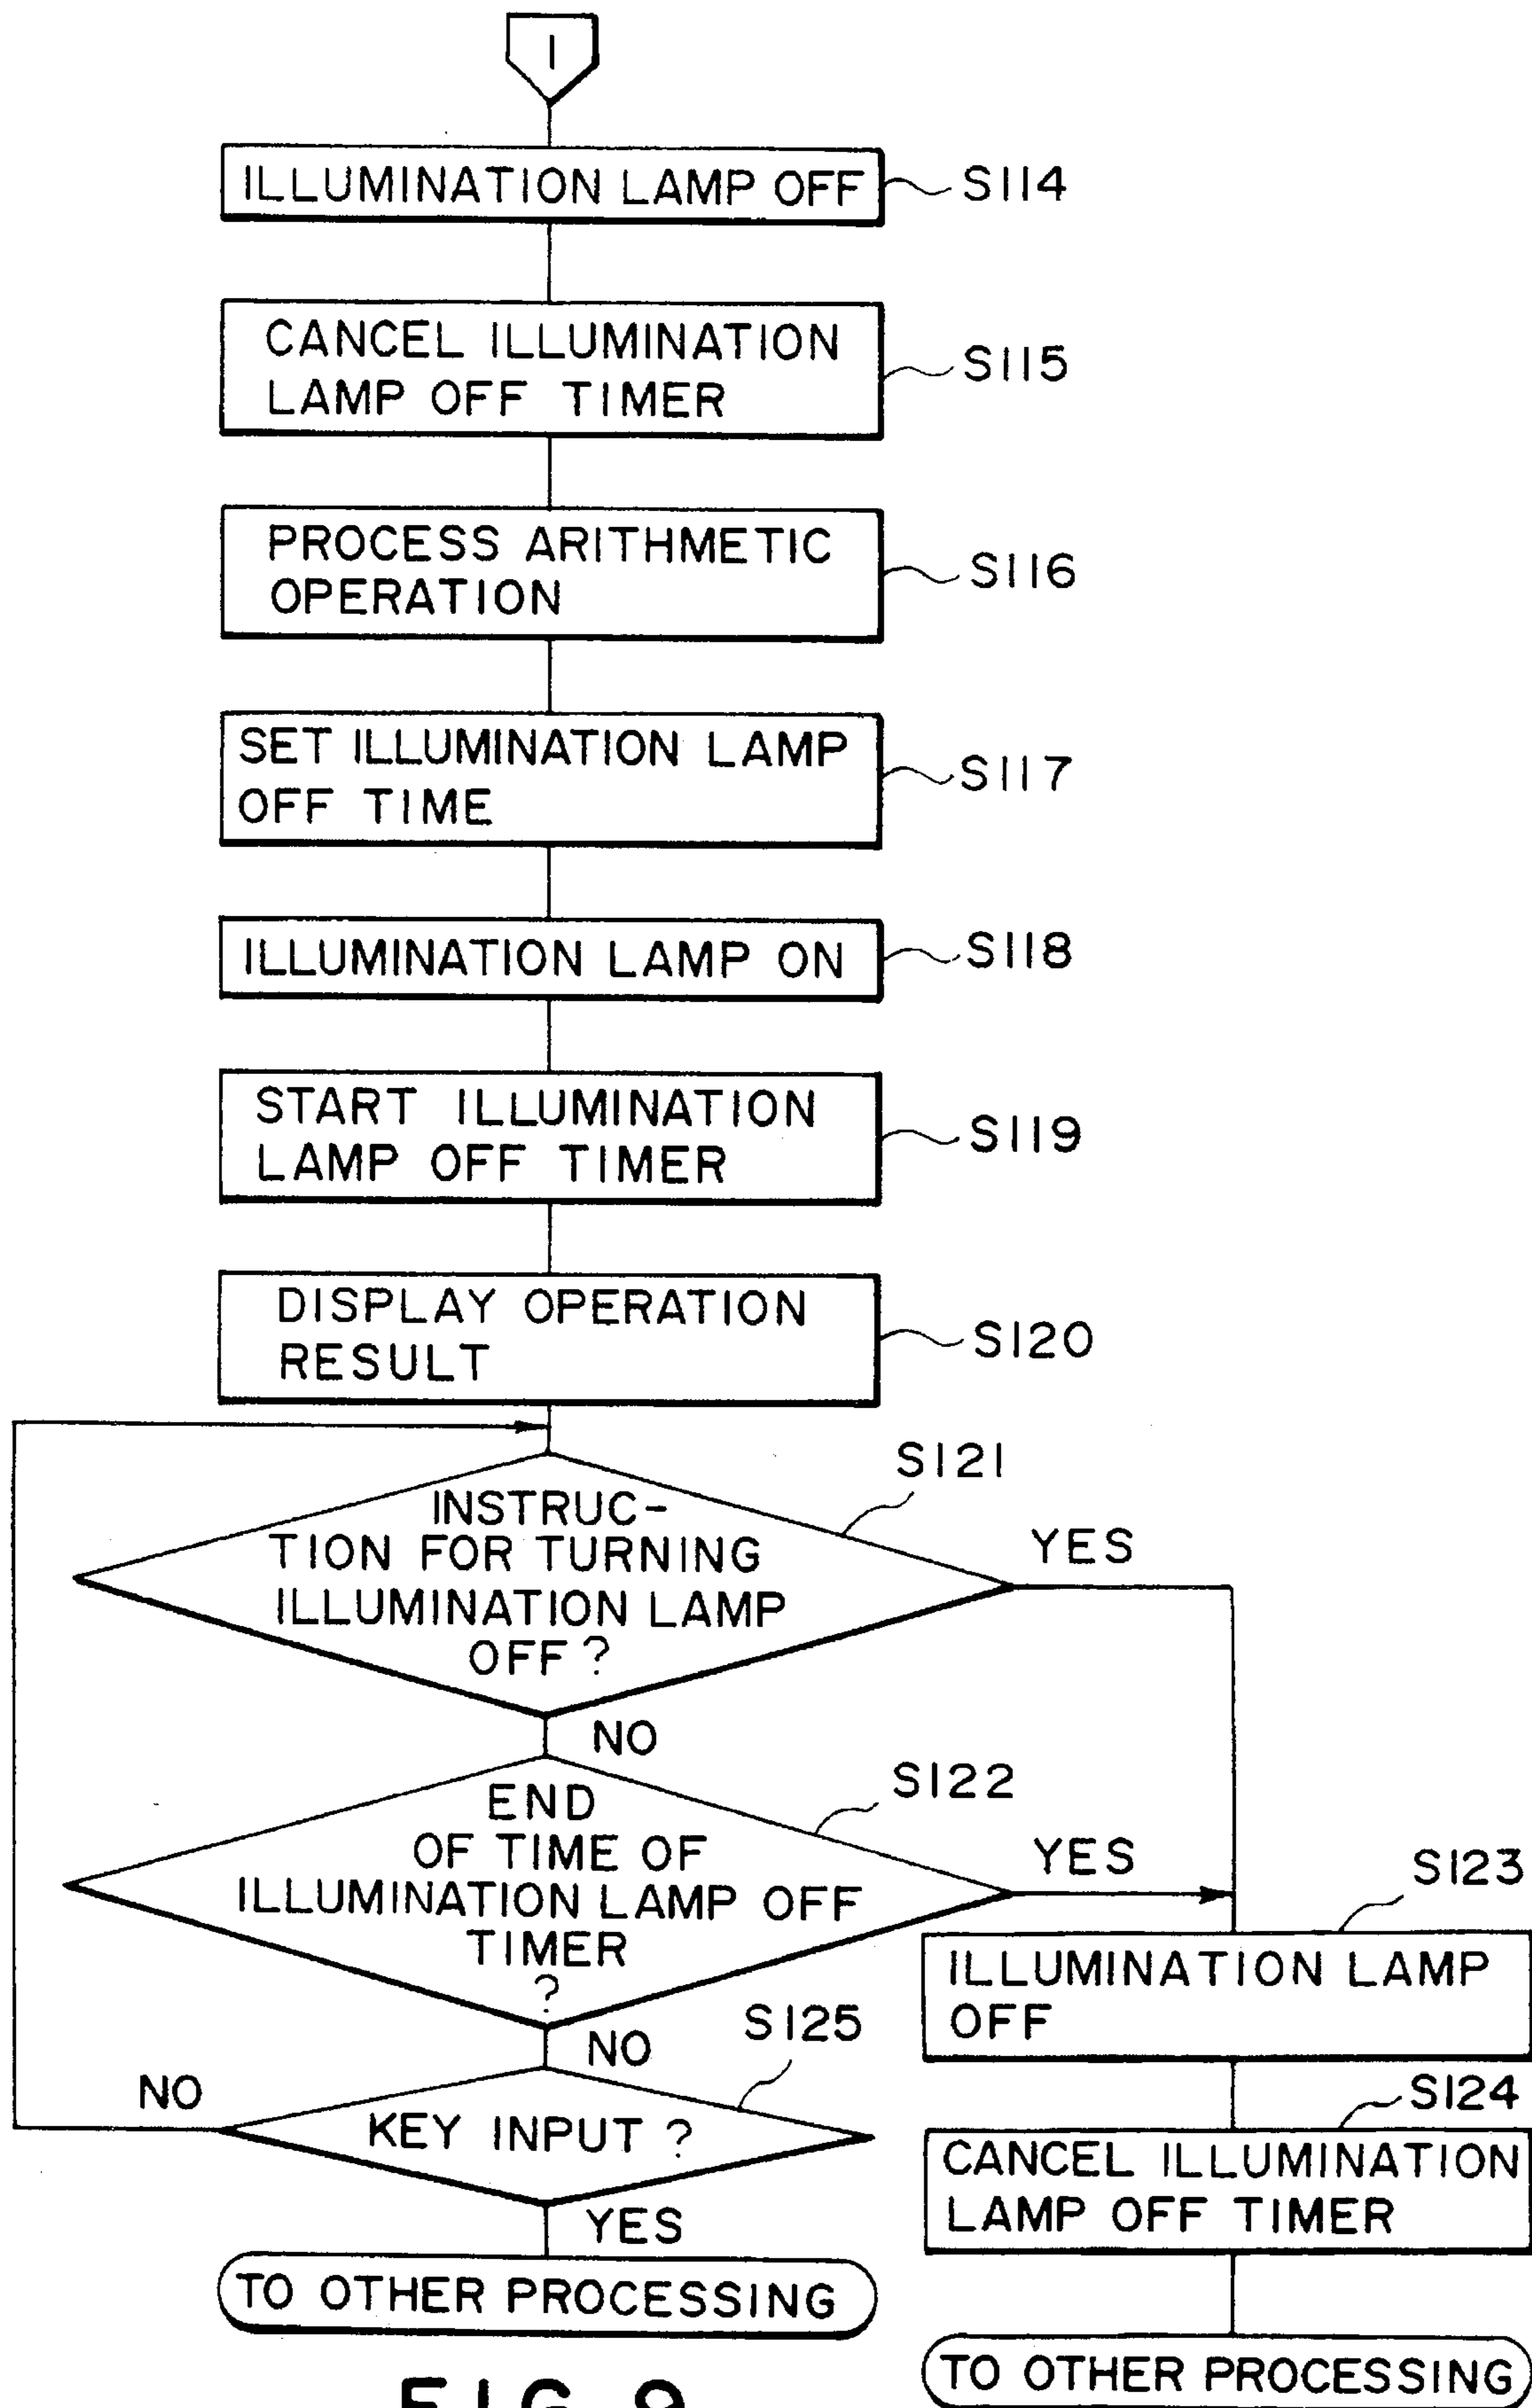 1
ILLUMINATION LAMP OFF
S114
CANCEL ILLUMINATION
LAMP OFF TIMER
S115
PROCESS ARITHMETIC
OPERATION
S116
SET ILLUMINATION LAMP
OFF TIME
S117
ILLUMINATION LAMP ON
S118
START ILLUMINATION
LAMP OFF TIMER
S119
DISPLAY OPERATION
RESULT
S120
S121
INSTRUC-
TION FOR TURNING
ILLUMINATION LAMP
OFF?
YES
NO
S122
END
OF TIME OF
ILLUMINATION LAMP OFF
TIMER
?
YES
NO
S123
ILLUMINATION LAMP
OFF
S125
KEY INPUT ?
NO
YES
S124
CANCEL ILLUMINATION
LAMP OFF TIMER
TO OTHER PROCESSING
TO OTHER PROCESSING
FIG. 9